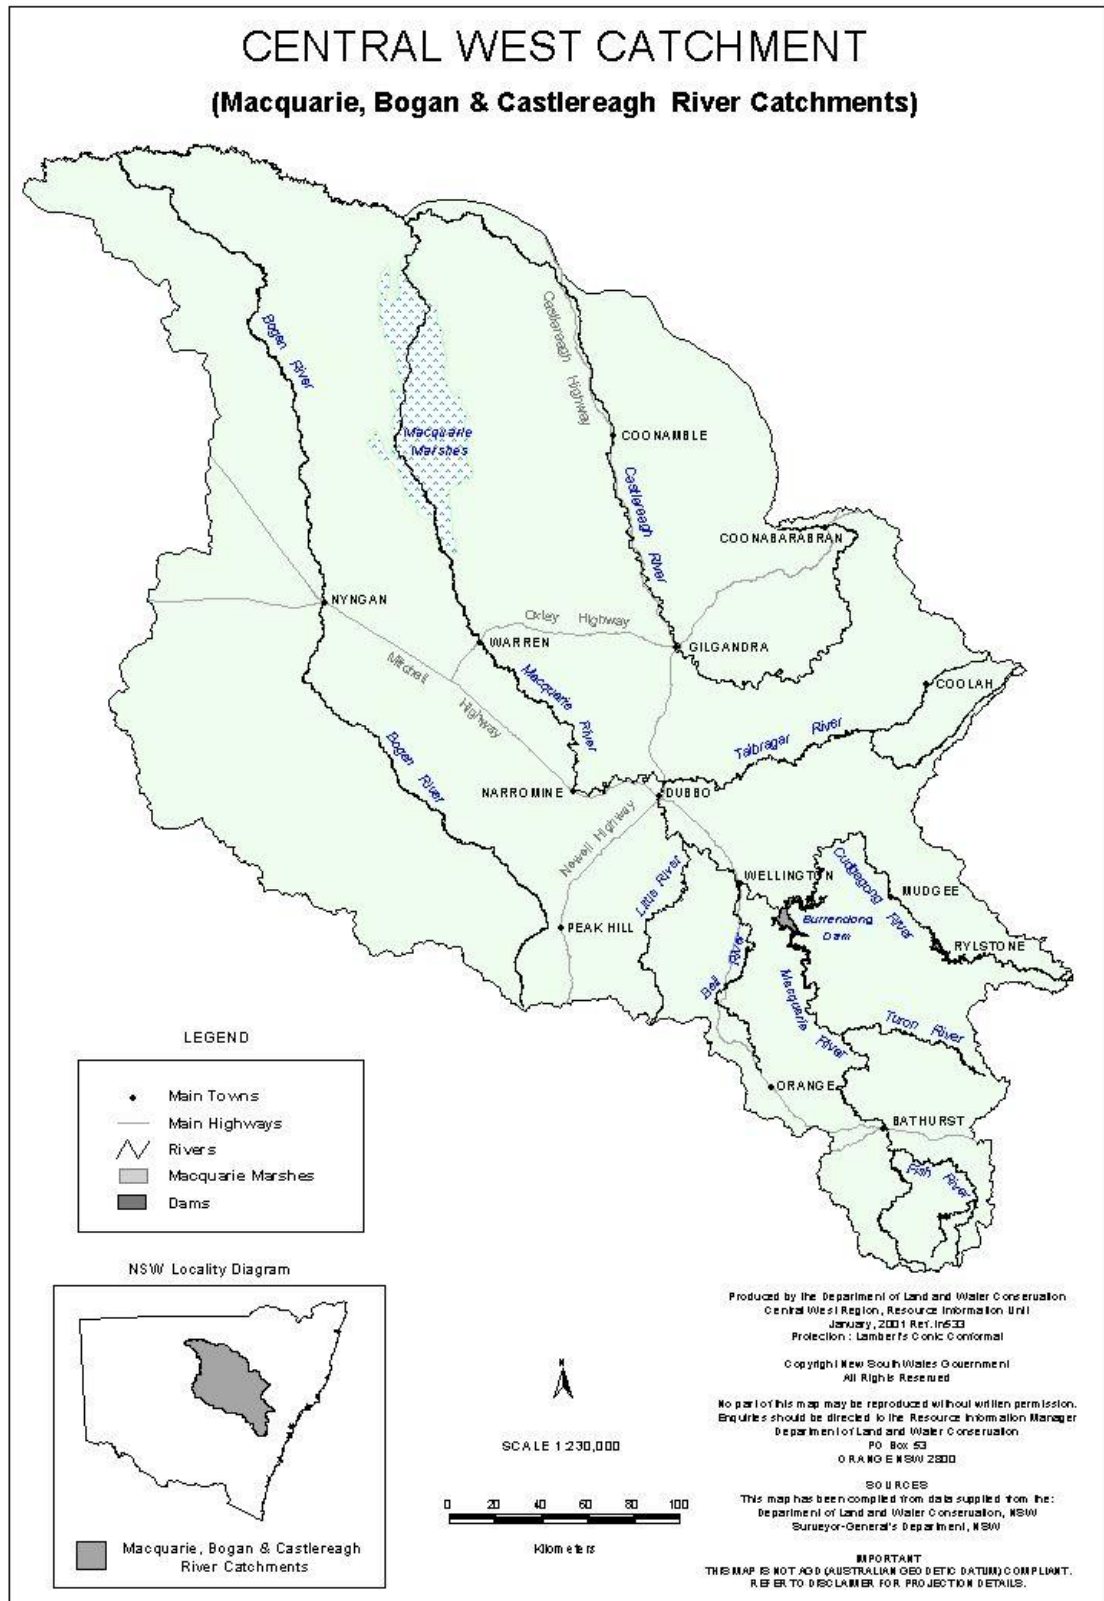 CENTRAL WEST CATCHMENT
(Macquarie, Bogan & Castlereagh River Catchments)
Bogan River
Castlereagh Highway
Macquarie
Marshes
COONAMBLE
Castlereagh River
COONABARABRAN
NYNGAN
Oxley Highway
WARREN
GILGANDRA
Mitchell Highway
Macquarie River
COOLAH
Talbragar River
Bogan River
NARROMINE
DUBBO
Newell Highway
Little River
WELLINGTON
Cudgegong River
MUDGEE
Burrendong
Dam
PEAK HILL
RYLSTONE
Bell River
Macquarie River
Turon River
ORANGE
BATHURST
Fish River
LEGEND
Main Towns
Main Highways
Rivers
Macquarie Marshes
Dams
NSW Locality Diagram
Macquarie, Bogan & Castlereagh
River Catchments
N
SCALE 1:230,000
0 20 40 60 80 100
Kilometers
Produced by the Department of Land and Water Conservation
Central West Region, Resource Information Unit
January, 2001 Ref. in533
Projection : Lambert's Conic Conformal
Copyright New South Wales Government
All Rights Reserved
No part of this map may be reproduced without written permission.
Enquiries should be directed to the Resource Information Manager
Department of Land and Water Conservation
PO Box 53
ORANGE NSW 2800
SOURCES
This map has been compiled from data supplied from the:
Department of Land and Water Conservation, NSW
Surveyor-General's Department, NSW
IMPORTANT
THIS MAP IS NOT AGD (AUSTRALIAN GEODETIC DATUM) COMPLIANT.
REFER TO DISCLAIMER FOR PROJECTION DETAILS.